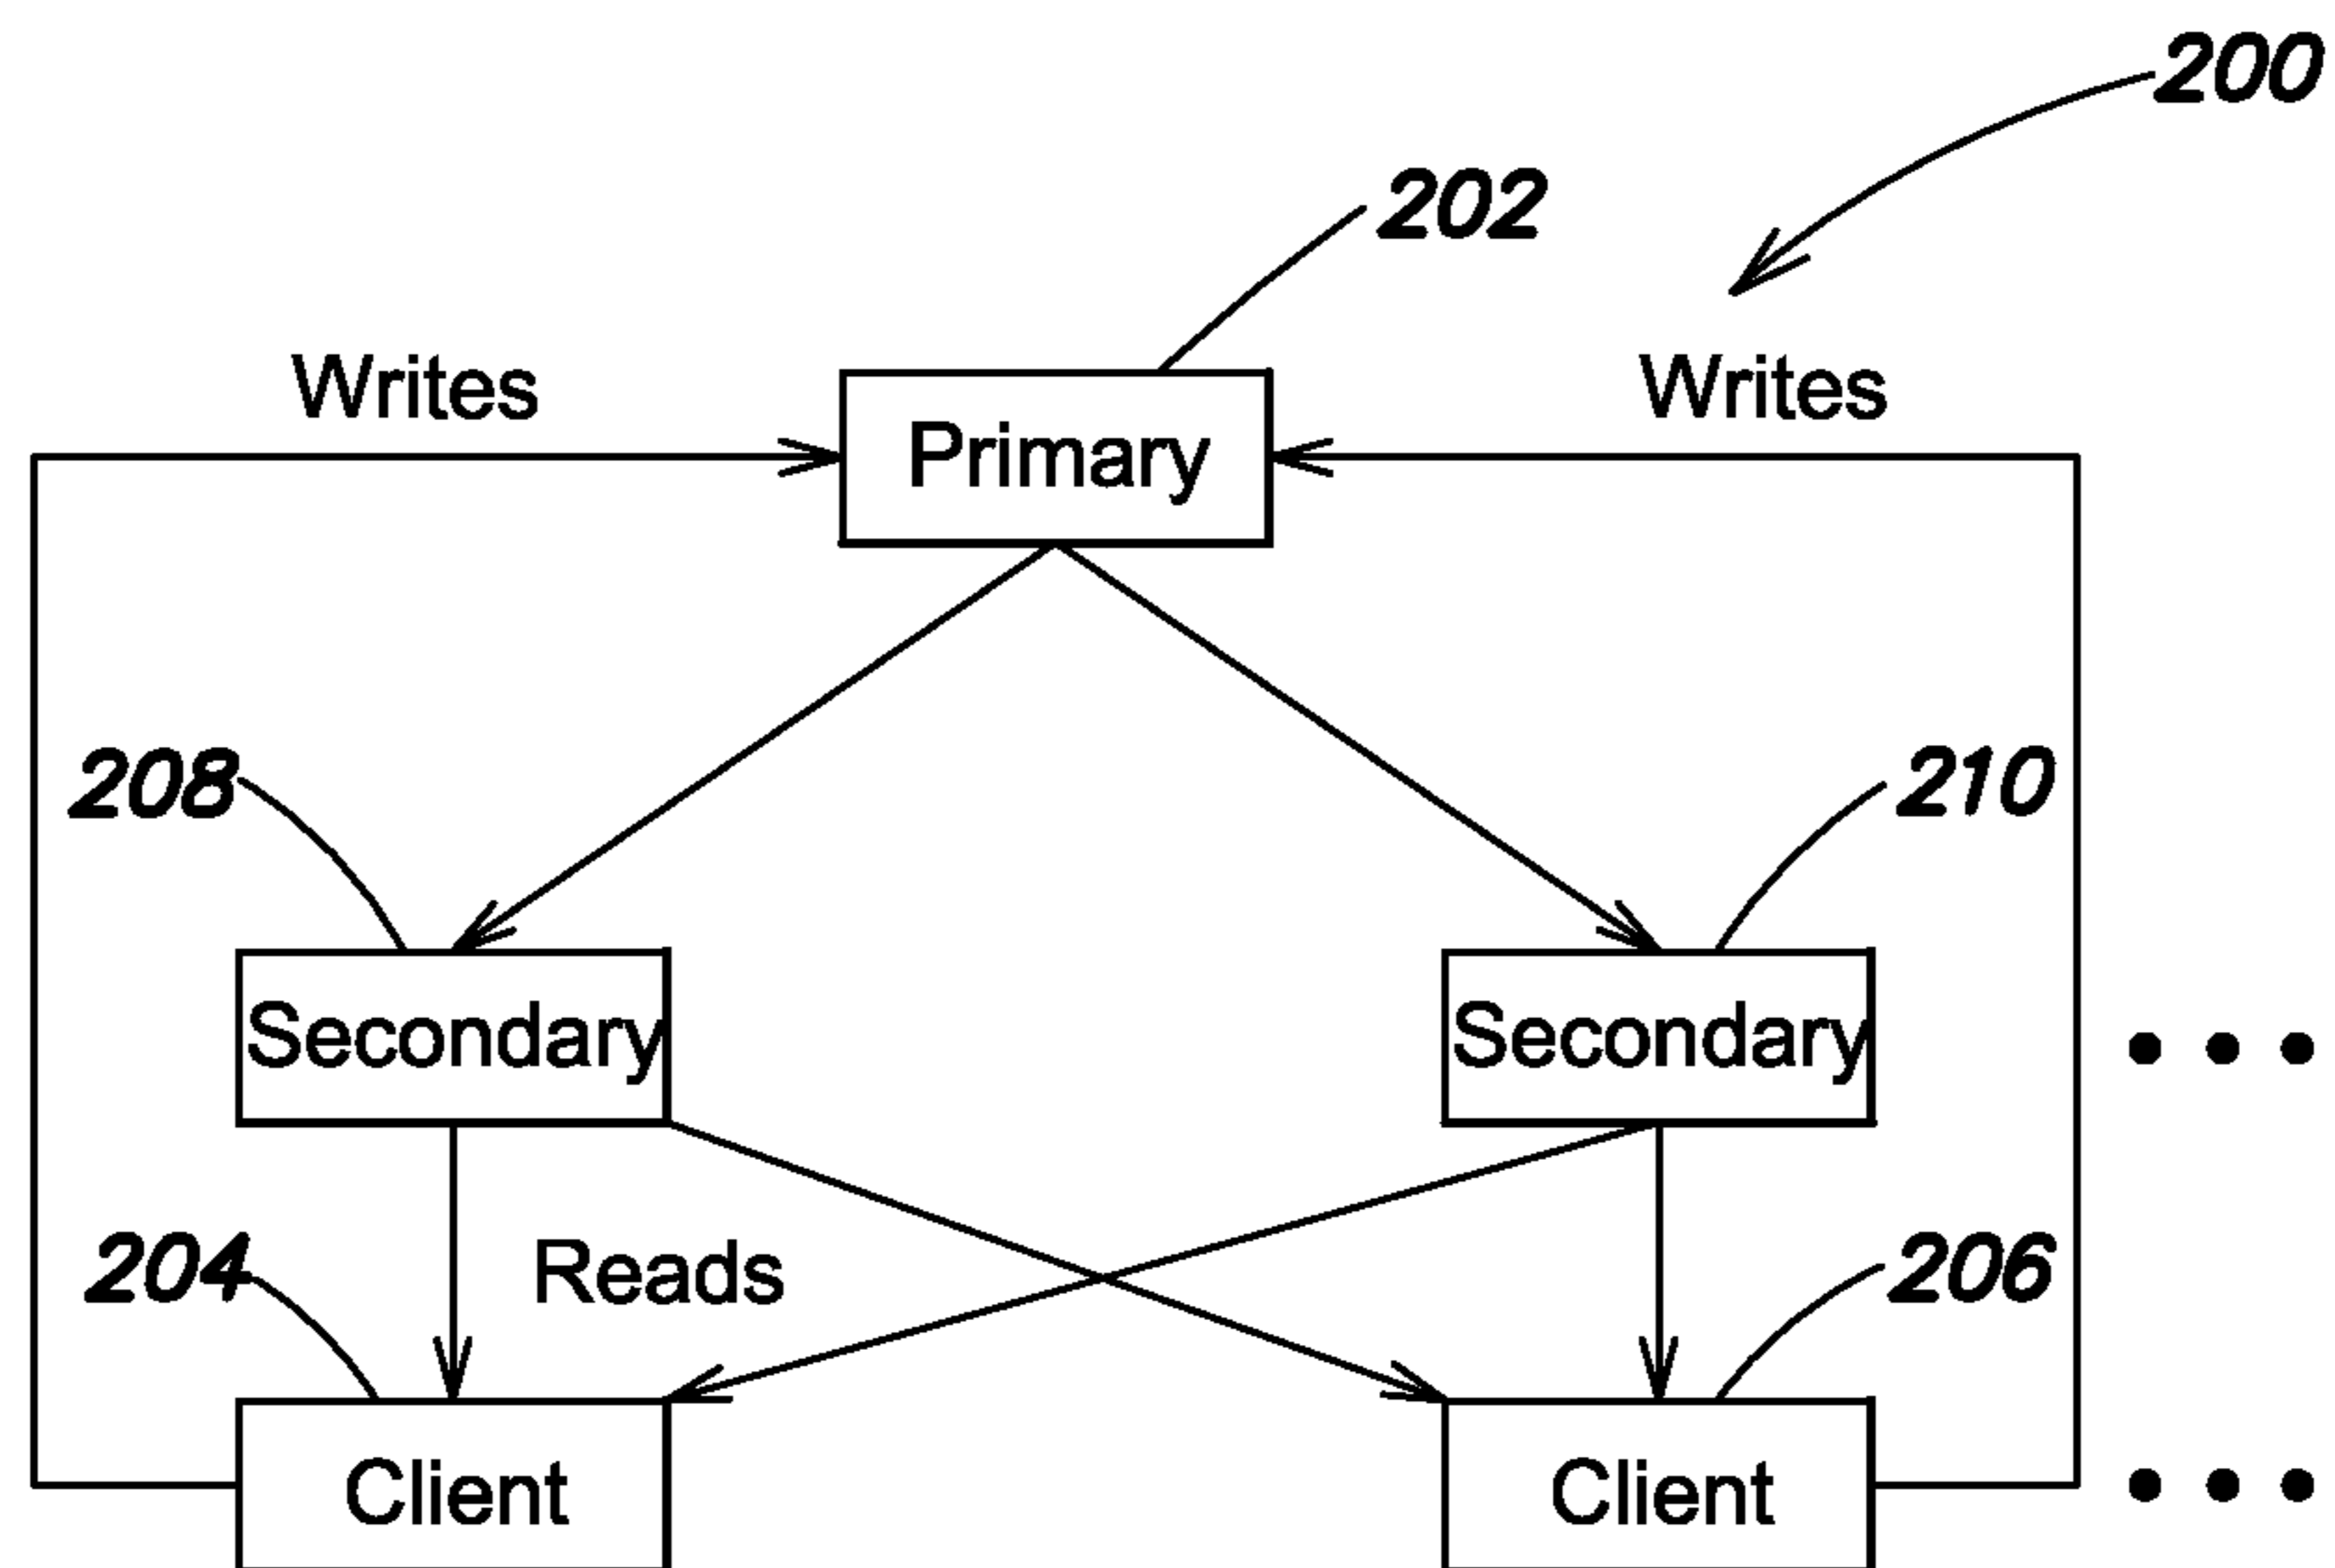 200
202
Writes
Writes
Primary
208
210
Secondary
Secondary
204
Reads
206
Client
Client